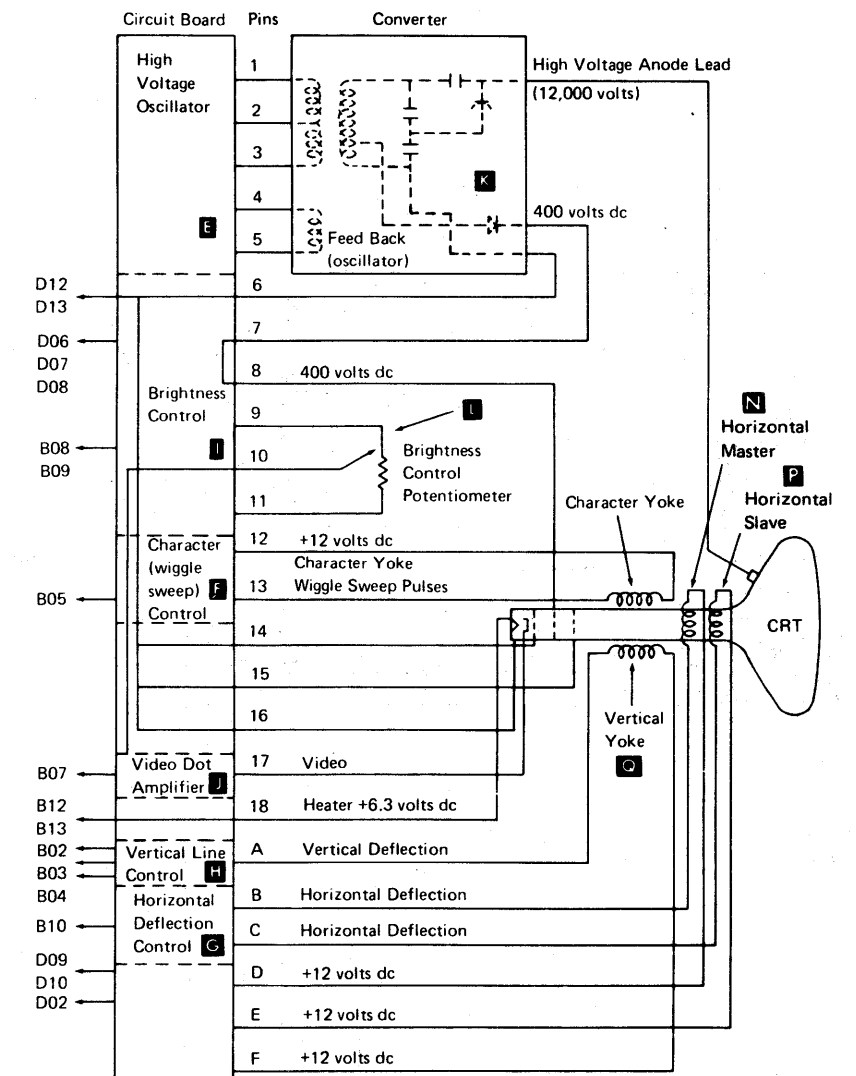 Circuit Board
Pins
Converter
High
Voltage
Oscillator
E
1
2
3
4
5
Feed Back
(oscillator)
K
High Voltage Anode Lead
(12,000 volts)
400 volts dc
D12
D13
D06
D07
D08
6
7
8
400 volts dc
Brightness
Control
I
B08
B09
9
10
11
L
Brightness
Control
Potentiometer
N
Horizontal
Master
P
Horizontal
Slave
Character Yoke
12
+12 volts dc
Character
(wiggle
sweep)
Control
F
B05
Character Yoke
13
Wiggle Sweep Pulses
14
15
16
CRT
Vertical
Yoke
Q
Video Dot
Amplifier
J
B07
17
Video
B12
B13
18
Heater +6.3 volts dc
B02
B03
B04
Vertical Line
Control
H
A
Vertical Deflection
Horizontal
Deflection
Control
G
B
Horizontal Deflection
B10
C
Horizontal Deflection
D09
D10
D02
D
+12 volts dc
E
+12 volts dc
F
+12 volts dc